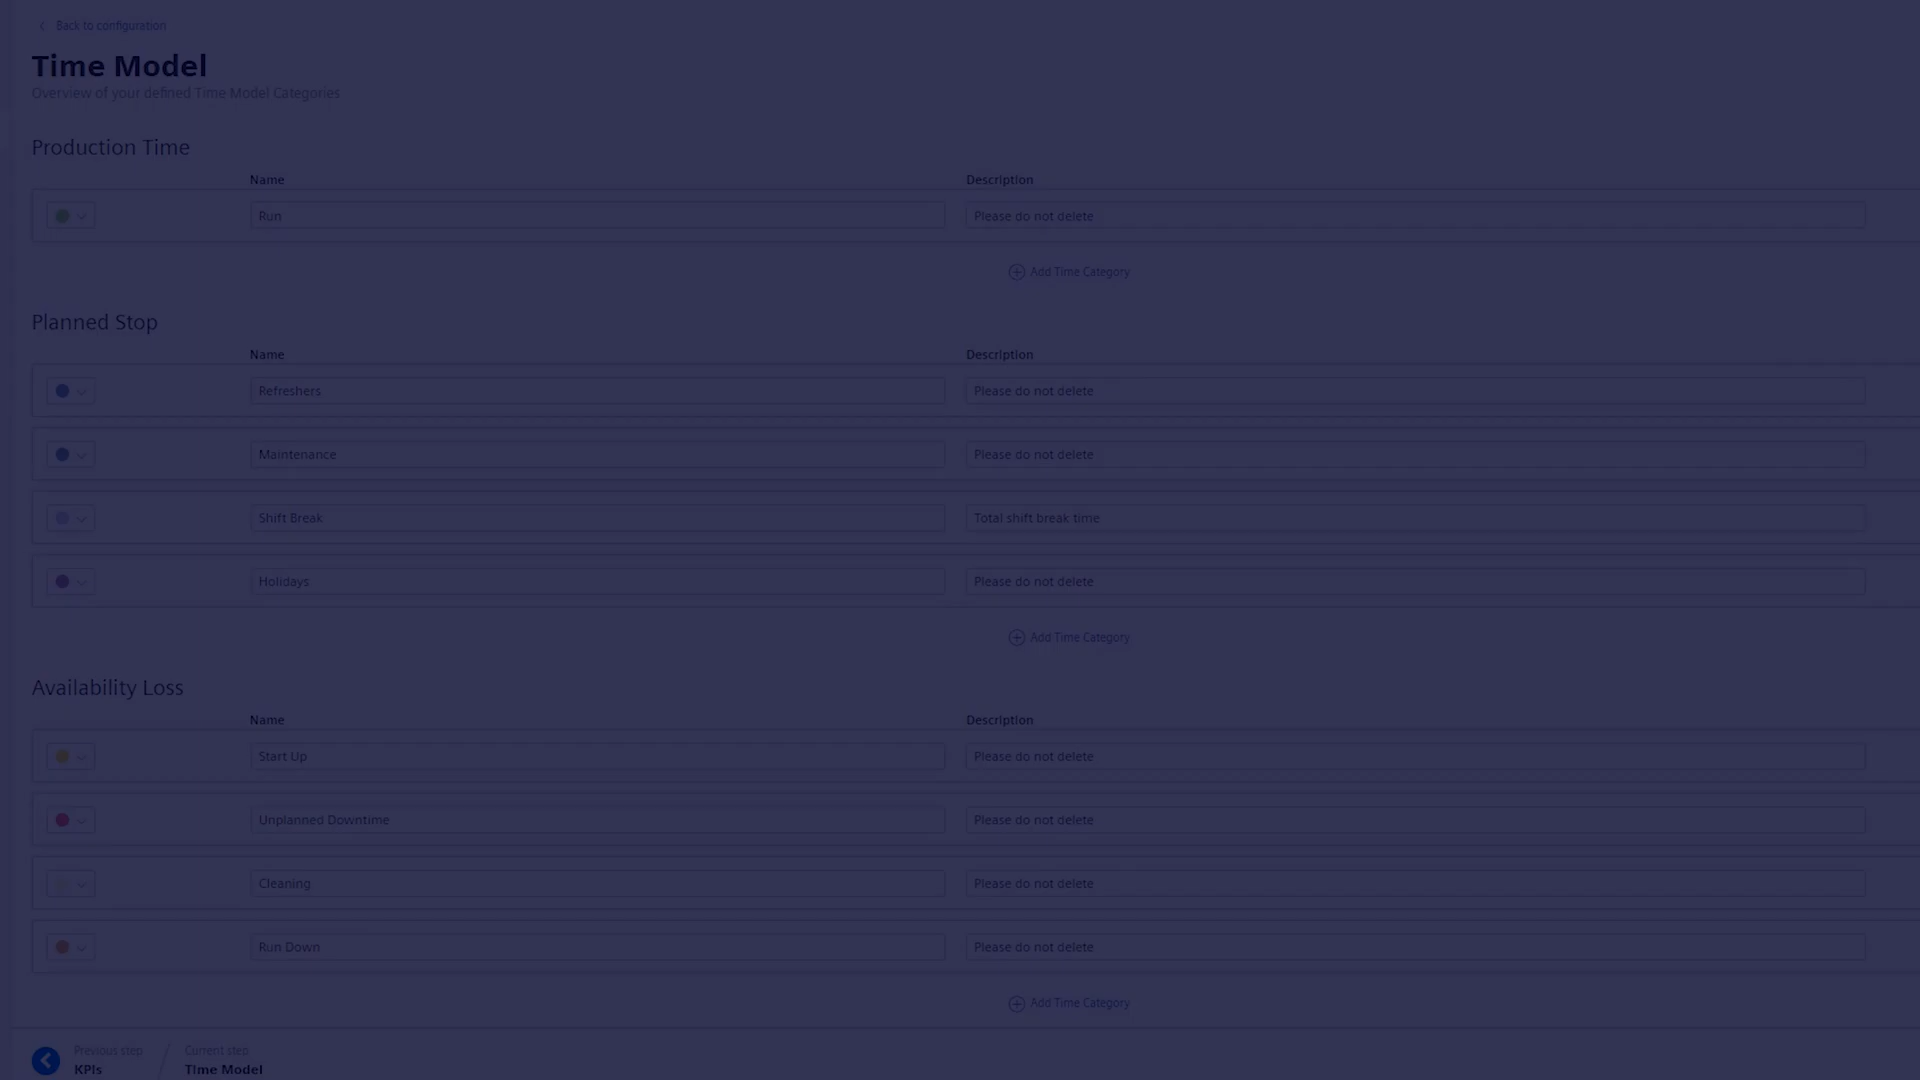 Back to configuration
Time Model
Overview of your defined Time Model Categories
Production Time
Name Description
Run Please do not delete
Add Time Category
Planned Stop
Name Description
Refreshers Please do not delete
Maintenance Please do not delete
Shift Break Total shift break time
Holidays Please do not delete
Add Time Category
Availability Loss
Name Description
Start Up Please do not delete
Unplanned Downtime Please do not delete
Cleaning Please do not delete
Run Down Please do not delete
Add Time Category
Previous step Current step
KPIs Time Model